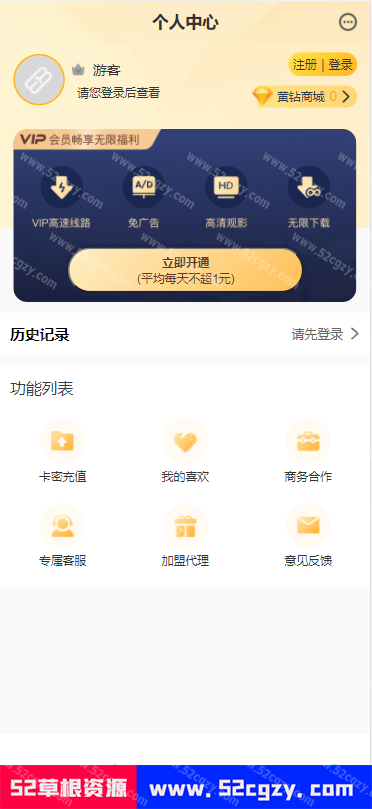 个人中心
游客
注册 | 登录
请您登录后查看
黄钻商城 0
VIP 会员畅享无限福利
A/D
HD
VIP高速线路
免广告
高清观影
无限下载
立即开通
(平均每天不超1元)
历史记录
请先登录
功能列表
卡密充值
我的喜欢
商务合作
专属客服
加盟代理
意见反馈
52草根资源
www.52cgzy.com